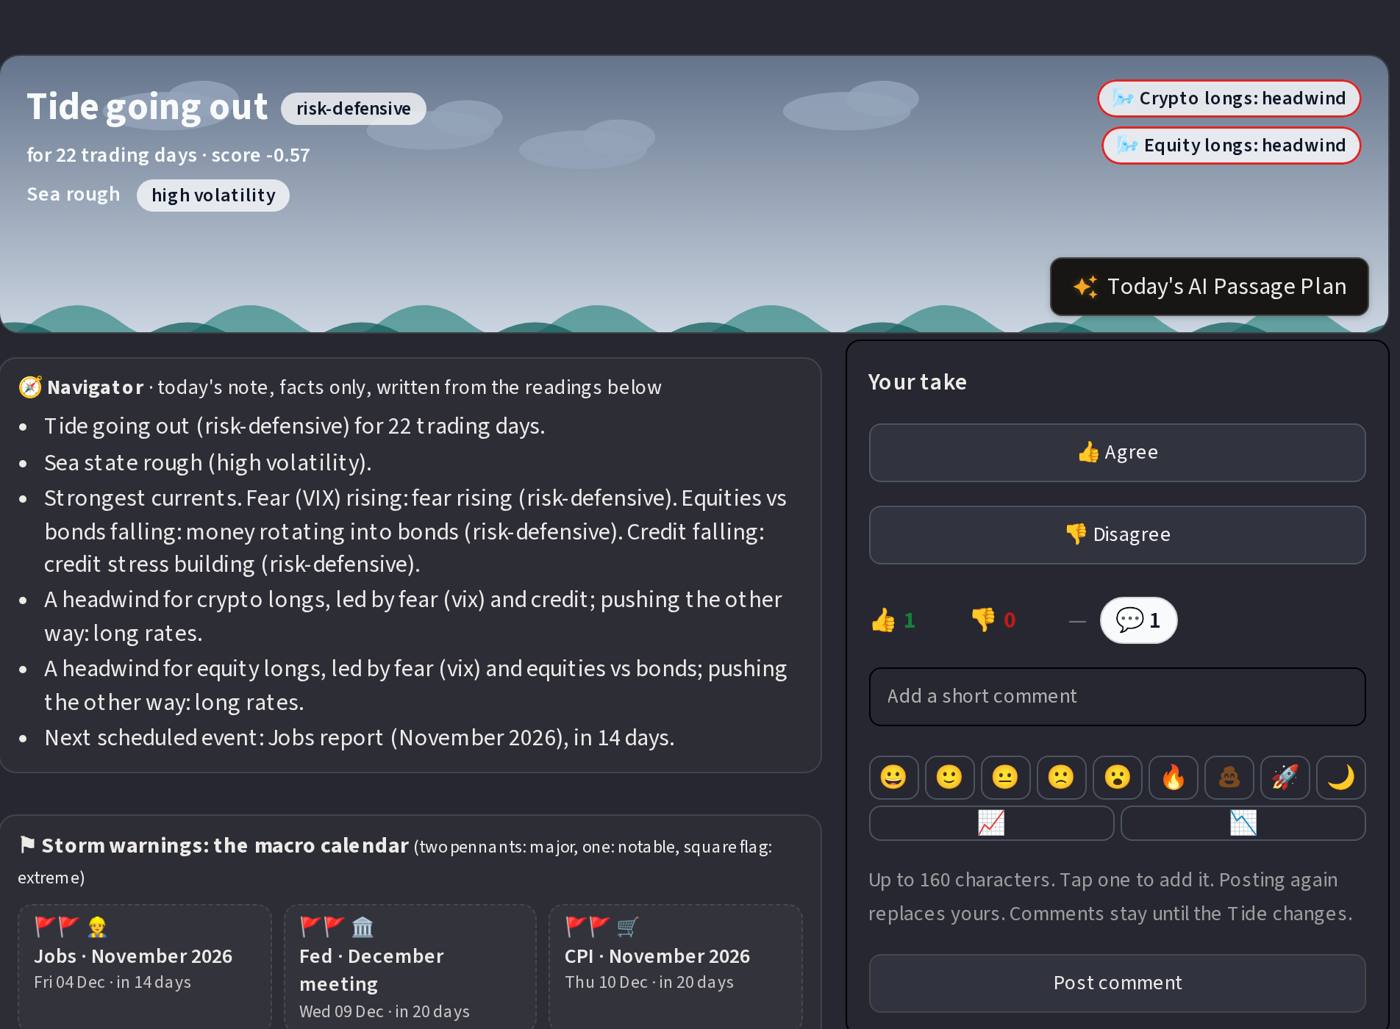 Tide going out risk-defensive
for 22 trading days · score -0.57
Sea rough high volatility
🌬️ Crypto longs: headwind
🌬️ Equity longs: headwind
✨ Today's AI Passage Plan
🧭 Navigator · today's note, facts only, written from the readings below
• Tide going out (risk-defensive) for 22 trading days.
• Sea state rough (high volatility).
• Strongest currents. Fear (VIX) rising: fear rising (risk-defensive). Equities vs
bonds falling: money rotating into bonds (risk-defensive). Credit falling:
credit stress building (risk-defensive).
• A headwind for crypto longs, led by fear (vix) and credit; pushing the other
way: long rates.
• A headwind for equity longs, led by fear (vix) and equities vs bonds; pushing
the other way: long rates.
• Next scheduled event: Jobs report (November 2026), in 14 days.
⚑ Storm warnings: the macro calendar (two pennants: major, one: notable, square flag:
extreme)
🚩🚩 👷
Jobs · November 2026
Fri 04 Dec · in 14 days
🚩🚩 🏛️
Fed · December
meeting
Wed 09 Dec · in 20 days
🚩🚩 🛒
CPI · November 2026
Thu 10 Dec · in 20 days
Your take
👍 Agree
👎 Disagree
👍 1 👎 0 — 💬 1
Add a short comment
😀 🙂 😐 🙁 😮 🔥 💩 🚀 🌙
📈 📉
Up to 160 characters. Tap one to add it. Posting again
replaces yours. Comments stay until the Tide changes.
Post comment